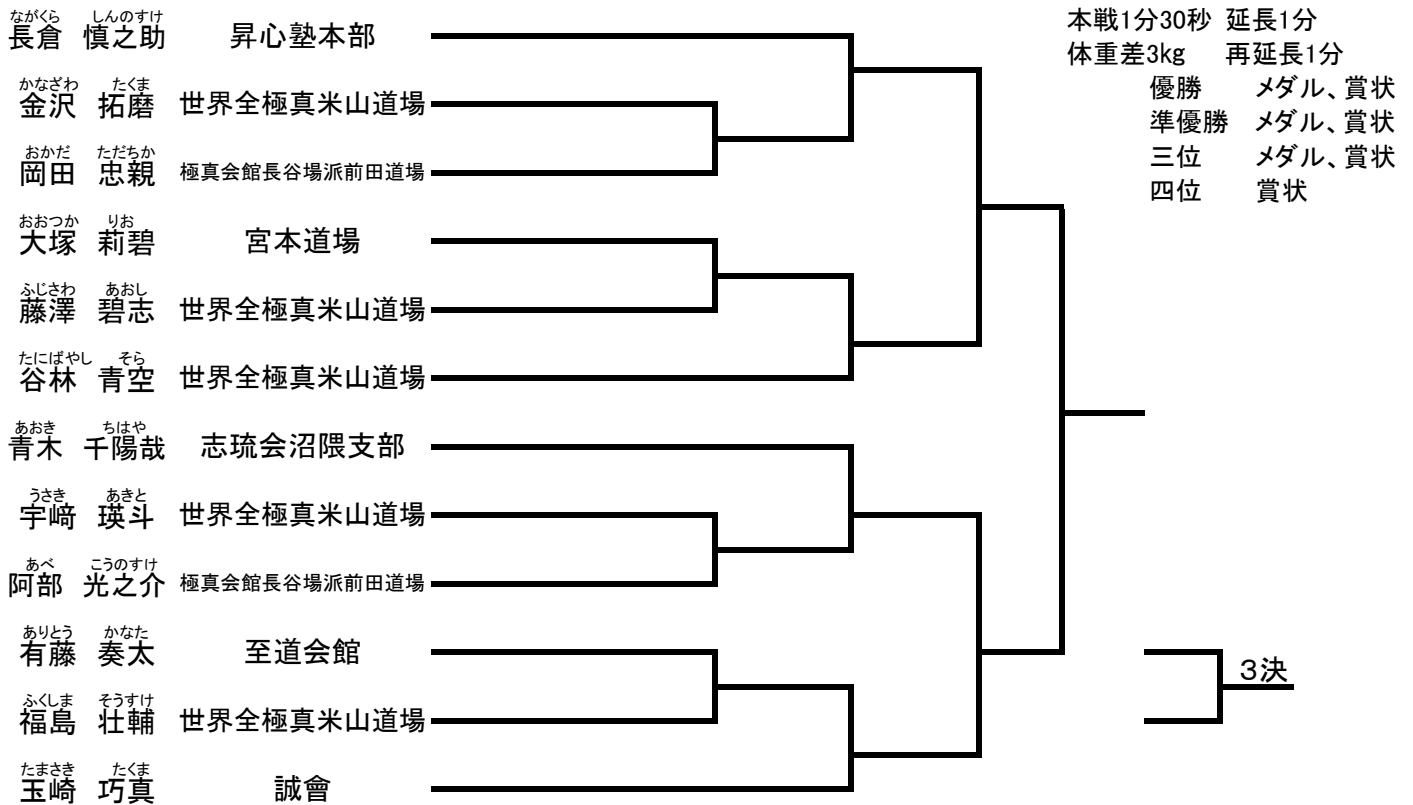 ながくら しんのすけ
長倉 慎之助 昇心塾本部
かなざわ たくま
金沢 拓磨 世界全極真米山道場
おかだ ただちか
岡田 忠親 極真会館長谷場派前田道場
おおつか りお
大塚 莉碧 宮本道場
ふじさわ あおし
藤澤 碧志 世界全極真米山道場
たにばやし そら
谷林 青空 世界全極真米山道場
あおき ちはや
青木 千陽哉 志琉会沼隈支部
うさき あきと
宇﨑 瑛斗 世界全極真米山道場
あべ こうのすけ
阿部 光之介 極真会館長谷場派前田道場
ありとう かなた
有藤 奏太 至道会館
ふくしま そうすけ
福島 壮輔 世界全極真米山道場
たまさき たくま
玉崎 巧真 誠會
本戦1分30秒 延長1分
体重差3kg 再延長1分
優勝 メダル、賞状
準優勝 メダル、賞状
三位 メダル、賞状
四位 賞状
3決